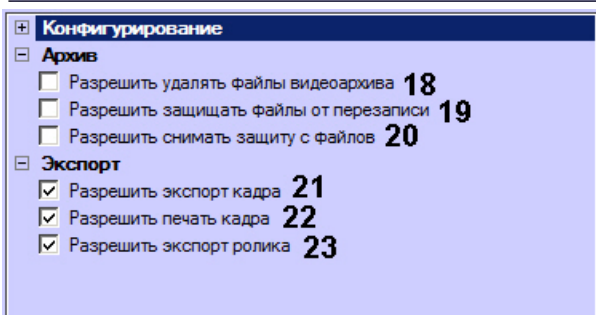 Конфигурирование
Архив
Разрешить удалять файлы видеоархива 18
Разрешить защищать файлы от перезаписи 19
Разрешить снимать защиту с файлов 20
Экспорт
Разрешить экспорт кадра 21
Разрешить печать кадра 22
Разрешить экспорт ролика 23